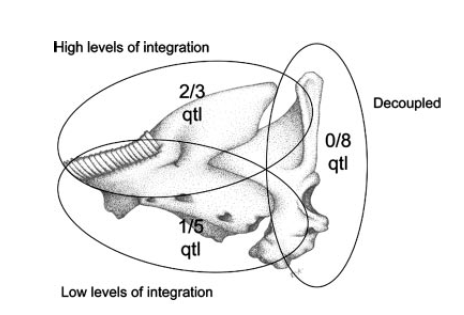 High levels of integration
2/3
qtl
Decoupled
0/8
qtl
1/5
qtl
Low levels of integration